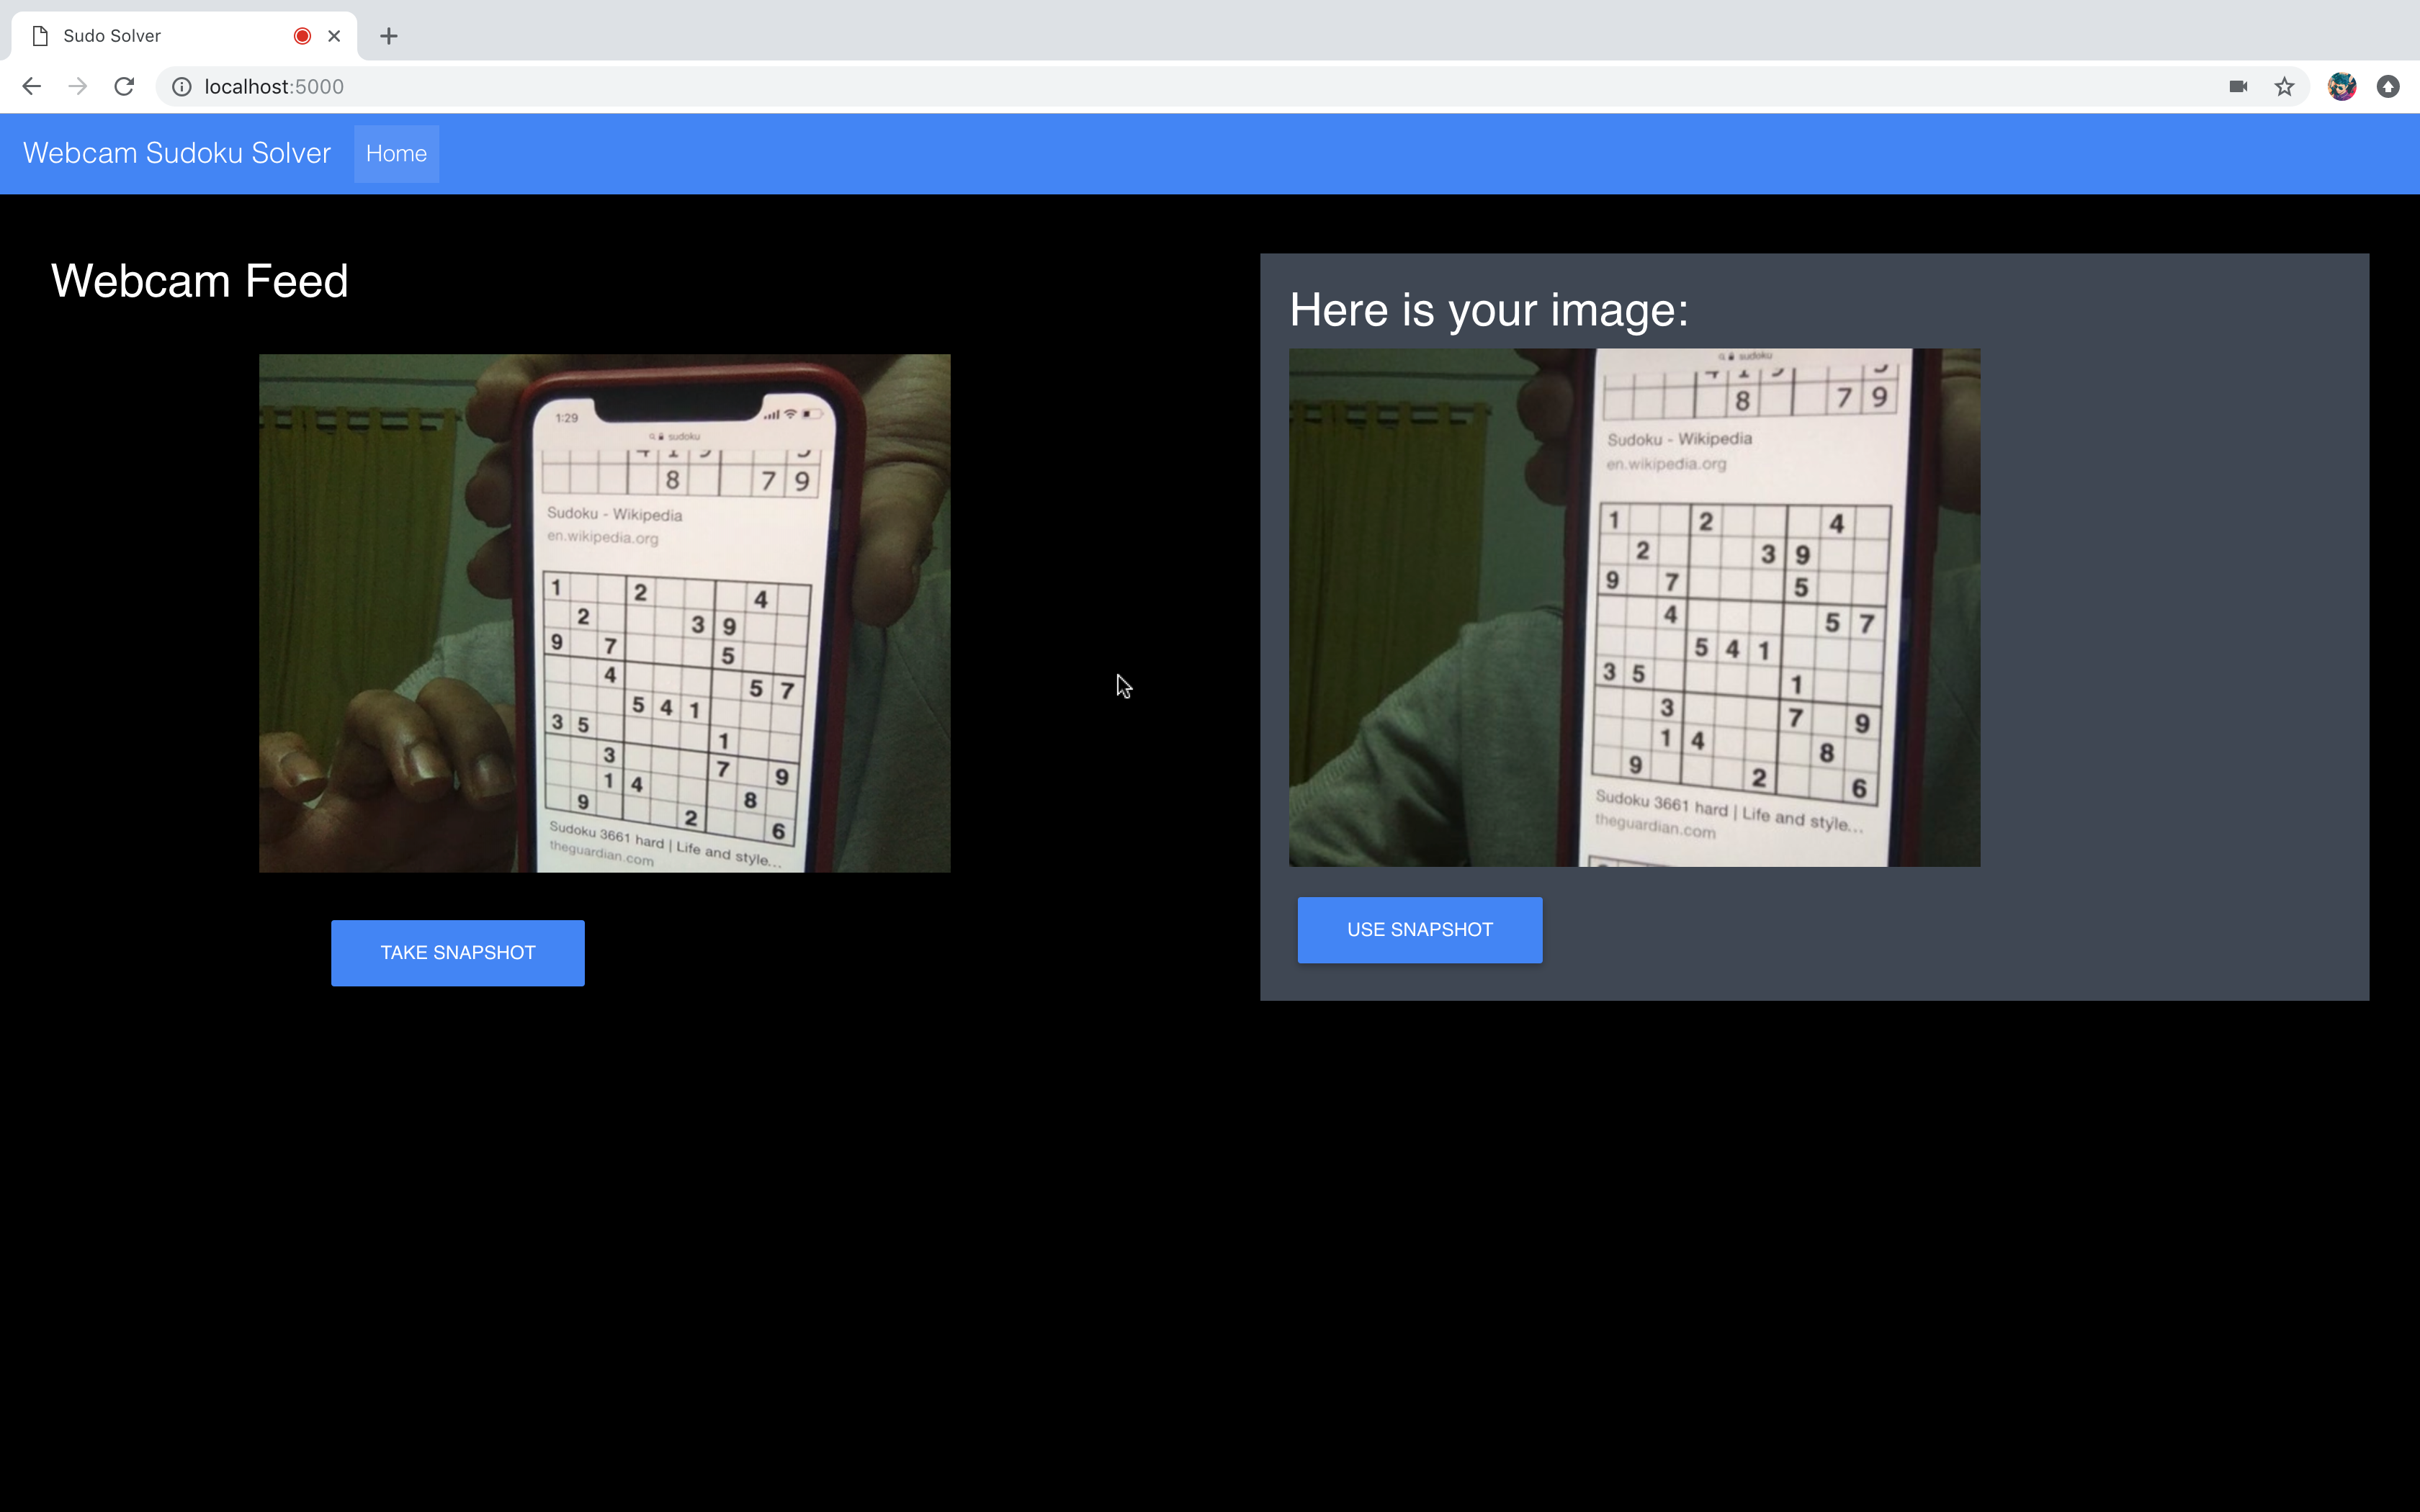 Sudo Solver
localhost:5000
Webcam Sudoku Solver Home
Webcam Feed
1:29
sudoku
8 7 9
Sudoku - Wikipedia
en.wikipedia.org
1 2 4
2 3 9
9 7 5
4 5 7
5 4 1
3 5 1
3 7 9
1 4 8
9 2 6
Sudoku 3661 hard | Life and style...
theguardian.com
TAKE SNAPSHOT
Here is your image:
sudoku
8 7 9
Sudoku - Wikipedia
en.wikipedia.org
1 2 4
2 3 9
9 7 5
4 5 7
5 4 1
3 5 1
3 7 9
1 4 8
9 2 6
Sudoku 3661 hard | Life and style...
theguardian.com
USE SNAPSHOT